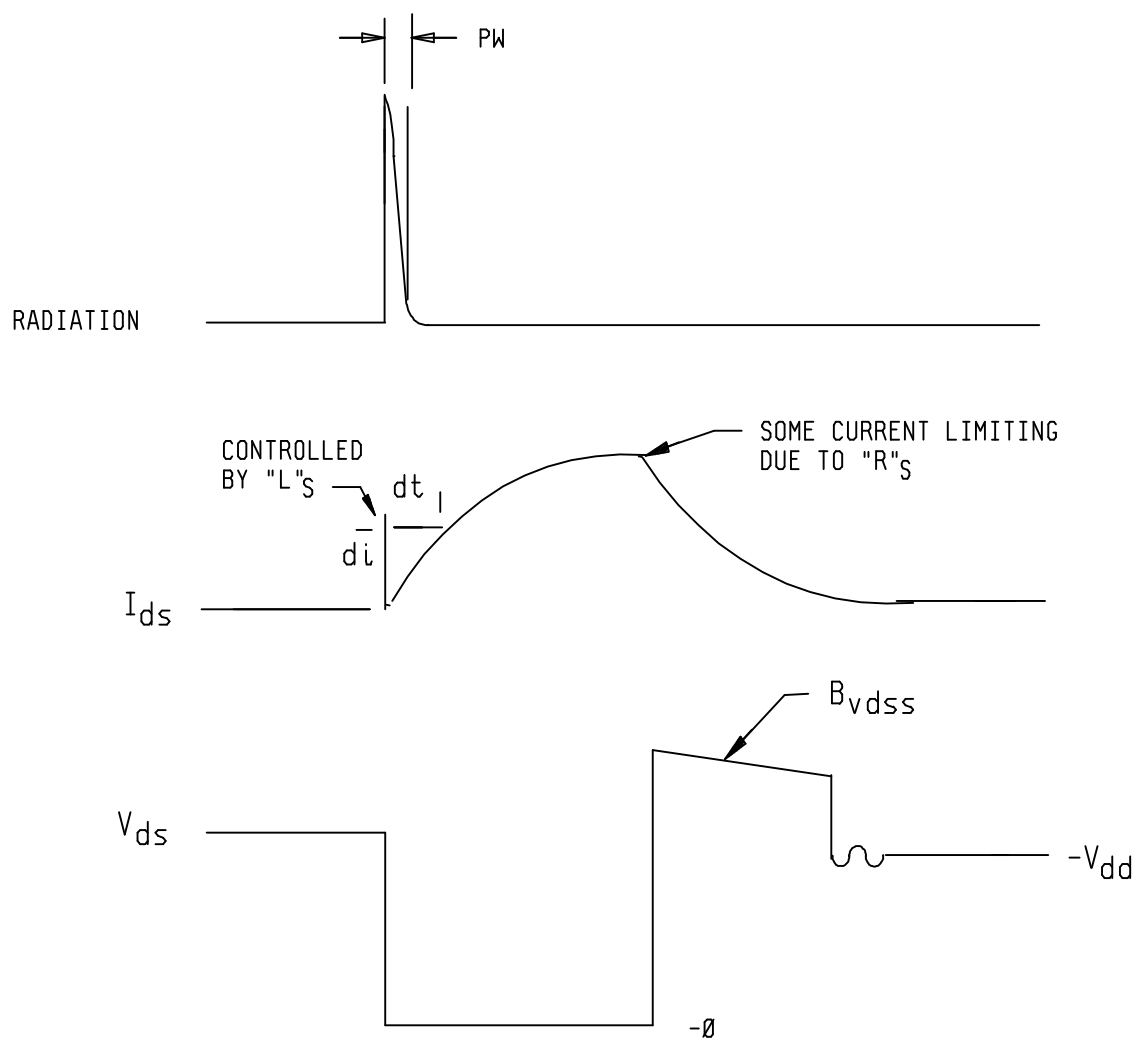 PW
RADIATION
CONTROLLED
BY "L"S
dt
di
SOME CURRENT LIMITING
DUE TO "R"S
Ids
Bvdss
Vds
-Vdd
-Ø